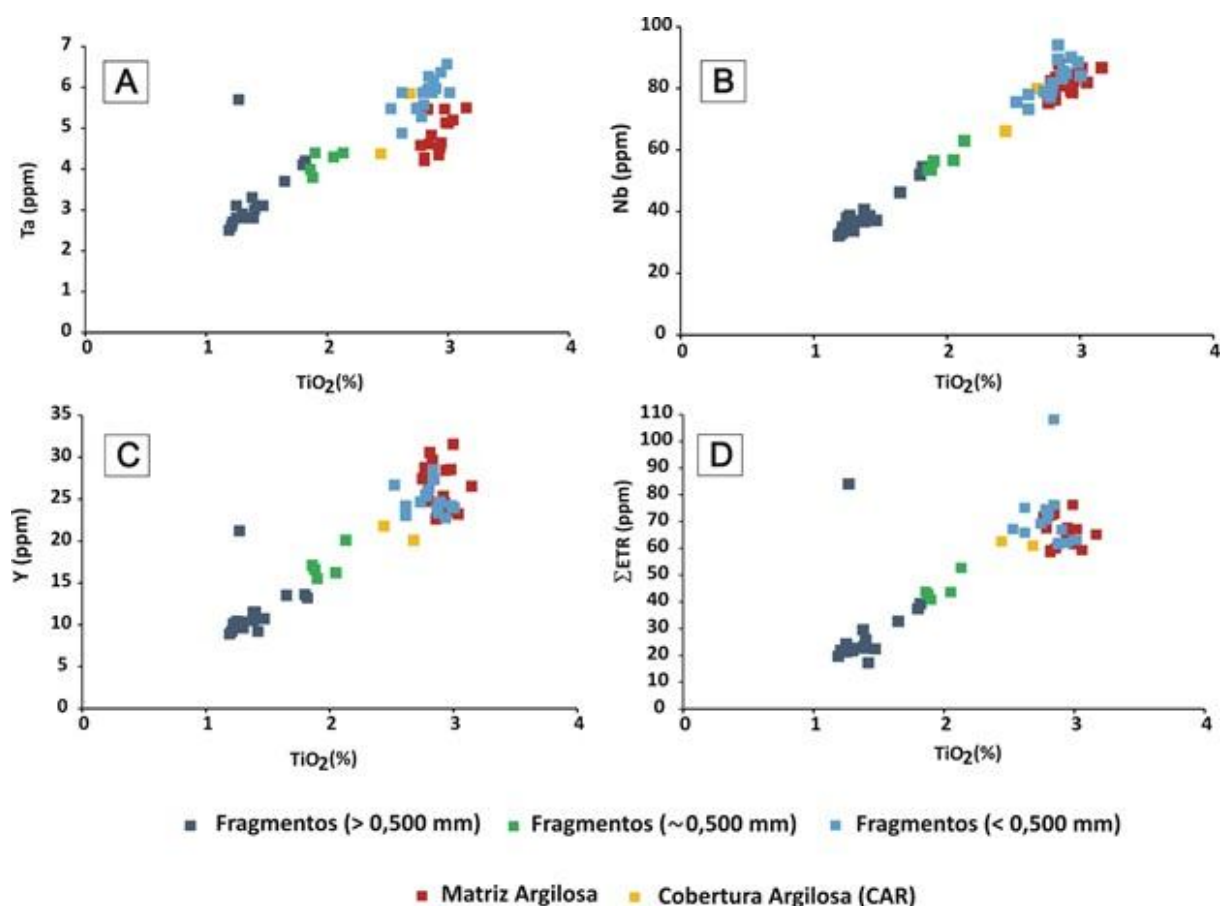 A
Ta (ppm)
7
6
5
4
3
2
1
0
0 1 2 3 4
TiO2(%)
B
Nb (ppm)
100
80
60
40
20
0
0 1 2 3 4
TiO2(%)
C
Y (ppm)
35
30
25
20
15
10
5
0
0 1 2 3 4
TiO2(%)
D
∑ETR (ppm)
110
100
90
80
70
60
50
40
30
20
10
0
0 1 2 3 4
TiO2(%)
Fragmentos (> 0,500 mm) Fragmentos (~0,500 mm) Fragmentos (< 0,500 mm)
Matriz Argilosa Cobertura Argilosa (CAR)